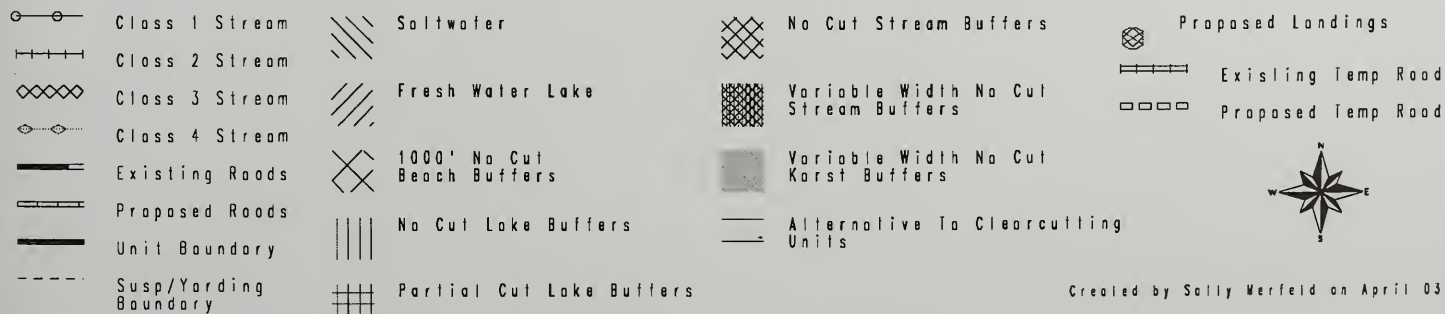 Class 1 Stream
Class 2 Stream
Class 3 Stream
Class 4 Stream
Existing Roads
Proposed Roads
Unit Boundary
Susp/Yarding
Boundary
Saltwater
Fresh Water Lake
1000' No Cut
Beach Buffers
No Cut Lake Buffers
Partial Cut Lake Buffers
No Cut Stream Buffers
Variable Width No Cut
Stream Buffers
Variable Width No Cut
Karst Buffers
Alternative To Clearcutting
Units
Proposed Landings
Existing Temp Road
Proposed Temp Road
N
W E
S
Created by Sally Merfeld on April 03